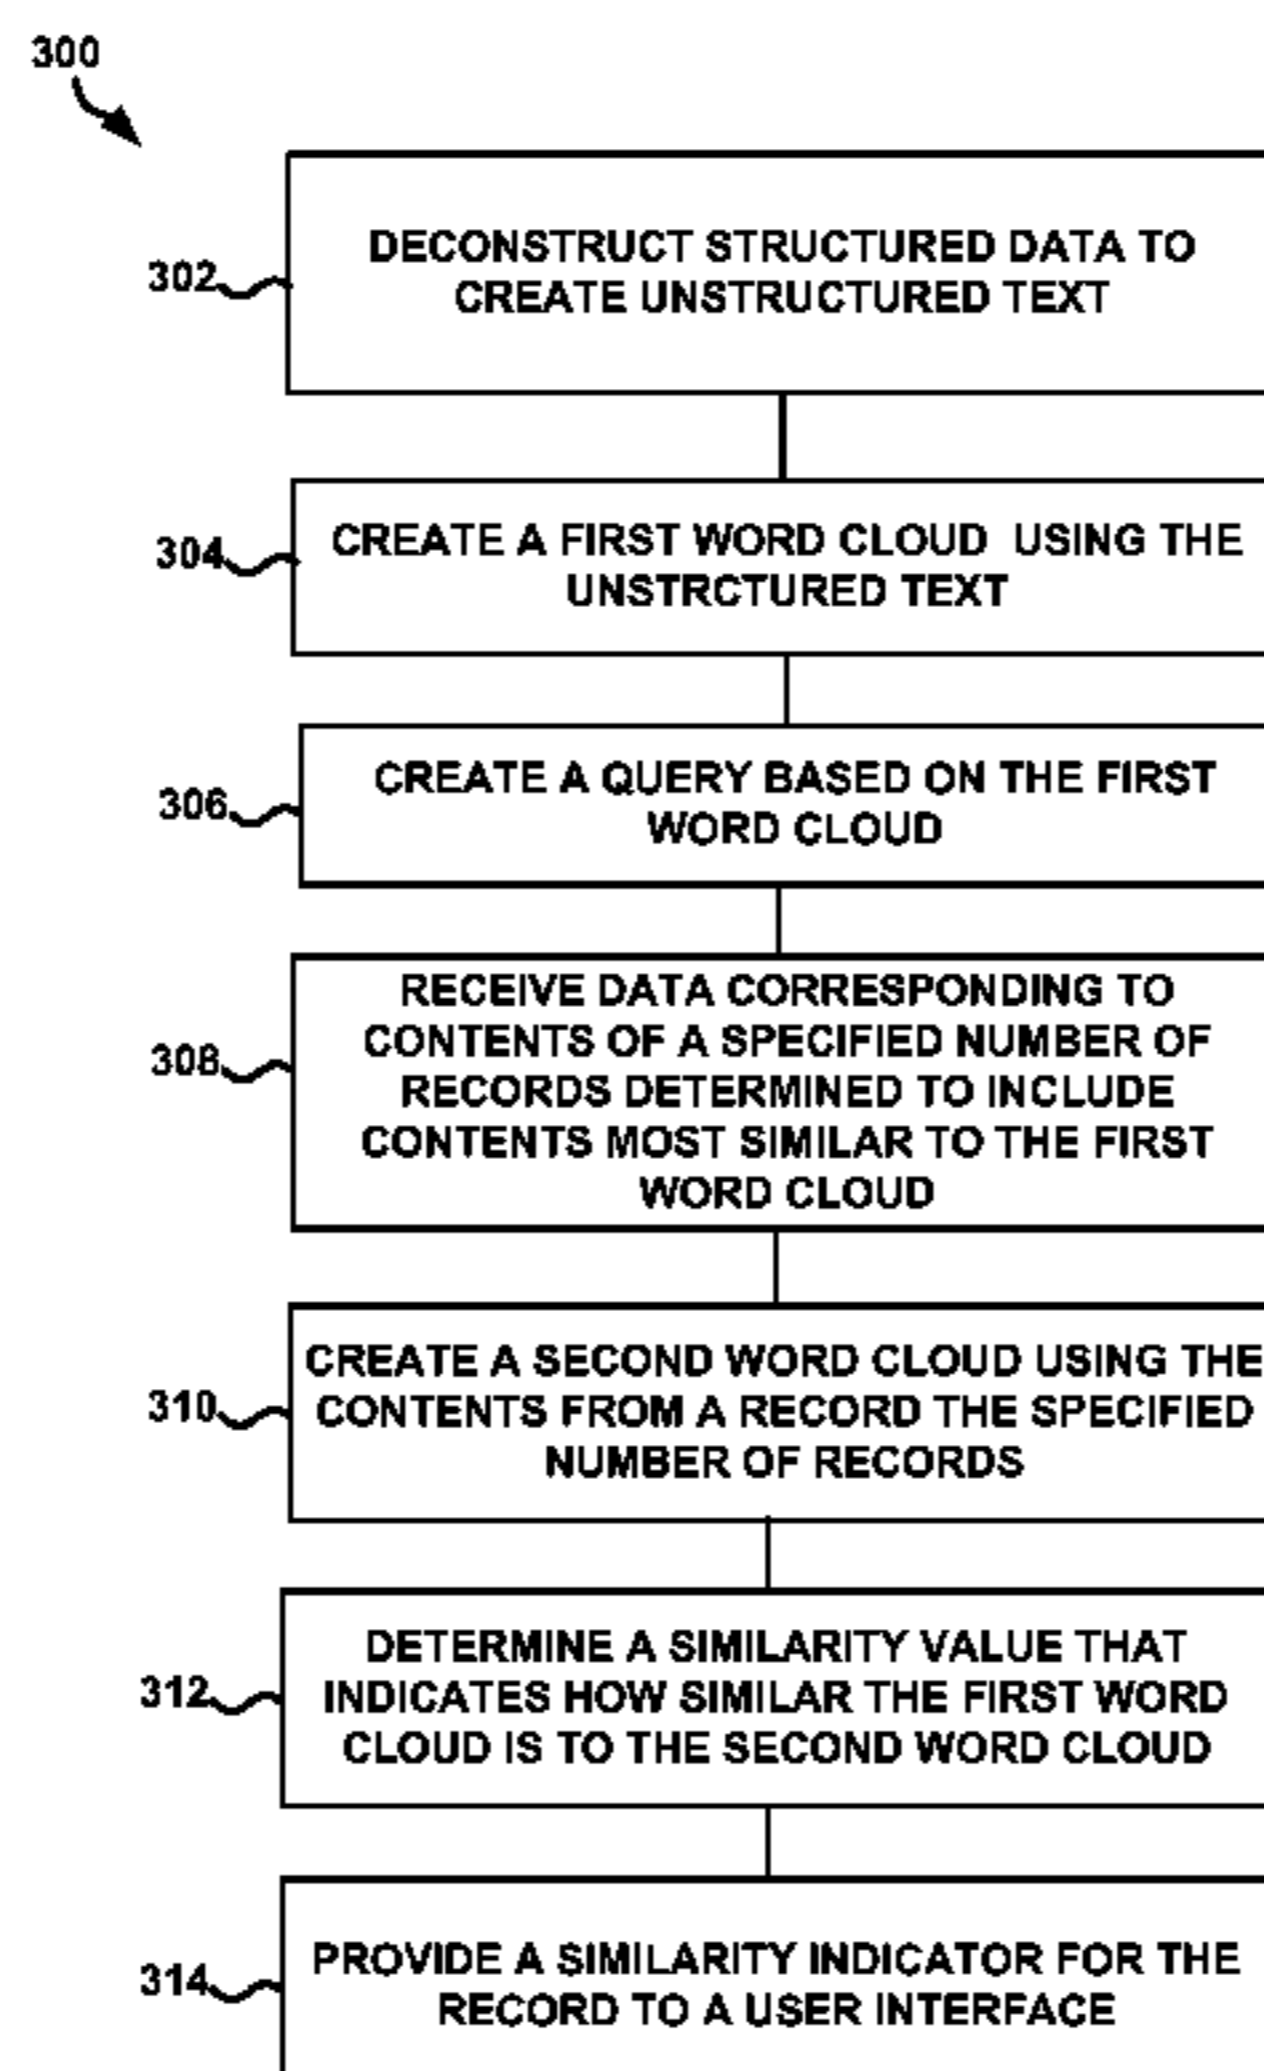 300
302
DECONSTRUCT STRUCTURED DATA TO
CREATE UNSTRUCTURED TEXT
304
CREATE A FIRST WORD CLOUD USING THE
UNSTRCTURED TEXT
306
CREATE A QUERY BASED ON THE FIRST
WORD CLOUD
308
RECEIVE DATA CORRESPONDING TO
CONTENTS OF A SPECIFIED NUMBER OF
RECORDS DETERMINED TO INCLUDE
CONTENTS MOST SIMILAR TO THE FIRST
WORD CLOUD
310
CREATE A SECOND WORD CLOUD USING THE
CONTENTS FROM A RECORD THE SPECIFIED
NUMBER OF RECORDS
312
DETERMINE A SIMILARITY VALUE THAT
INDICATES HOW SIMILAR THE FIRST WORD
CLOUD IS TO THE SECOND WORD CLOUD
314
PROVIDE A SIMILARITY INDICATOR FOR THE
RECORD TO A USER INTERFACE